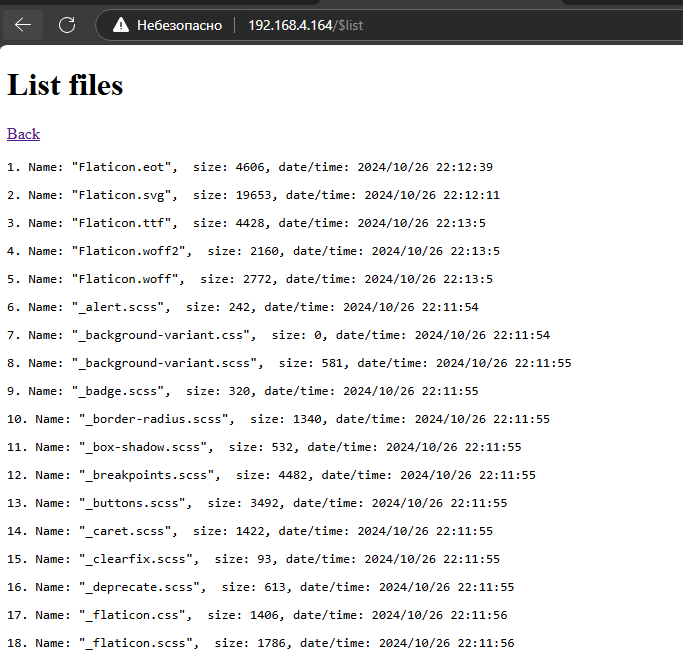 Небезопасно 192.168.4.164/$list
List files
Back
1. Name: "Flaticon.eot",  size: 4606, date/time: 2024/10/26 22:12:39
2. Name: "Flaticon.svg",  size: 19653, date/time: 2024/10/26 22:12:11
3. Name: "Flaticon.ttf",  size: 4428, date/time: 2024/10/26 22:13:5
4. Name: "Flaticon.woff2",  size: 2160, date/time: 2024/10/26 22:13:5
5. Name: "Flaticon.woff",  size: 2772, date/time: 2024/10/26 22:13:5
6. Name: "_alert.scss",  size: 242, date/time: 2024/10/26 22:11:54
7. Name: "_background-variant.css",  size: 0, date/time: 2024/10/26 22:11:54
8. Name: "_background-variant.scss",  size: 581, date/time: 2024/10/26 22:11:55
9. Name: "_badge.scss",  size: 320, date/time: 2024/10/26 22:11:55
10. Name: "_border-radius.scss",  size: 1340, date/time: 2024/10/26 22:11:55
11. Name: "_box-shadow.scss",  size: 532, date/time: 2024/10/26 22:11:55
12. Name: "_breakpoints.scss",  size: 4482, date/time: 2024/10/26 22:11:55
13. Name: "_buttons.scss",  size: 3492, date/time: 2024/10/26 22:11:55
14. Name: "_caret.scss",  size: 1422, date/time: 2024/10/26 22:11:55
15. Name: "_clearfix.scss",  size: 93, date/time: 2024/10/26 22:11:55
16. Name: "_deprecate.scss",  size: 613, date/time: 2024/10/26 22:11:55
17. Name: "_flaticon.css",  size: 1406, date/time: 2024/10/26 22:11:56
18. Name: "_flaticon.scss",  size: 1786, date/time: 2024/10/26 22:11:56